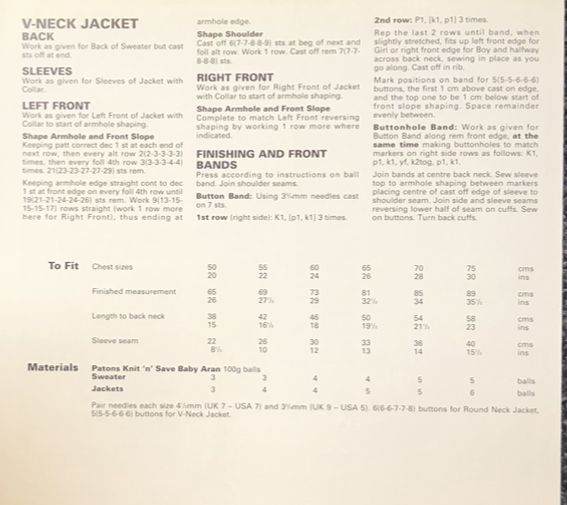 V-NECK JACKET
BACK
Work as given for Back of Sweater but cast
sts off at end.
SLEEVES
Work as given for Sleeves of Jacket with
Collar.
LEFT FRONT
Work as given for Left Front of Jacket with
Collar to start of armhole shaping.
Shape Armhole and Front Slope
Keeping patt correct dec 1 st at each end of
next row, then every alt row 2(2-3-3-3-3)
times, then every foll 4th row 3(3-3-3-4-4)
times. 21(23-23-27-27-29) sts rem.
Keeping armhole edge straight cont to dec
1 st at front edge on every foll 4th row until
19(21-21-24-24-26) sts rem. Work 9(13-15-
15-15-17) rows straight (work 1 row more
here for Right Front), thus ending at
armhole edge.
Shape Shoulder
Cast off 6(7-7-8-8-9) sts at beg of next and
foll alt row. Work 1 row. Cast off rem 7(7-7-
8-8-8) sts.
RIGHT FRONT
Work as given for Right Front of Jacket
with Collar to start of armhole shaping.
Shape Armhole and Front Slope
Complete to match Left Front reversing
shaping by working 1 row more where
indicated.
FINISHING AND FRONT
BANDS
Press according to instructions on ball
band. Join shoulder seams.
Button Band: Using 3¾mm needles cast
on 7 sts.
1st row (right side): K1, [p1, k1] 3 times.
2nd row: P1, [k1, p1] 3 times.
Rep the last 2 rows until band, when
slightly stretched, fits up left front edge for
Girl or right front edge for Boy and halfway
across back neck, sewing in place as you
go along. Cast off in rib.
Mark positions on band for 5(5-5-6-6-6)
buttons, the first 1 cm above cast on edge,
and the top one to be 1 cm below start of
front slope shaping. Space remainder
evenly between.
Buttonhole Band: Work as given for
Button Band along rem front edge, at the
same time making buttonholes to match
markers on right side rows as follows: K1,
p1, k1, yf, k2tog, p1, k1.
Join bands at centre back neck. Sew sleeve
top to armhole shaping between markers
placing centre of cast off edge of sleeve to
shoulder seam. Join side and sleeve seams
reversing lower half of seam on cuffs. Sew
on buttons. Turn back cuffs.
To Fit Chest sizes 50 55 60 65 70 75 cms
20 22 24 26 28 30 ins
Finished measurement 65 69 73 81 85 89 cms
26 27½ 29 32½ 34 35½ ins
Length to back neck 38 42 46 50 54 58 cms
15 16½ 18 19½ 21½ 23 ins
Sleeve seam 22 26 30 33 36 40 cms
8½ 10 12 13 14 15½ ins
Materials Patons Knit 'n' Save Baby Aran 100g balls
Sweater 3 3 4 4 5 5 balls
Jackets 3 4 4 5 5 6 balls
Pair needles each size 4½mm (UK 7 – USA 7) and 3¾mm (UK 9 – USA 5). 6(6-6-7-7-8) buttons for Round Neck Jacket,
5(5-5-6-6-6) buttons for V-Neck Jacket.